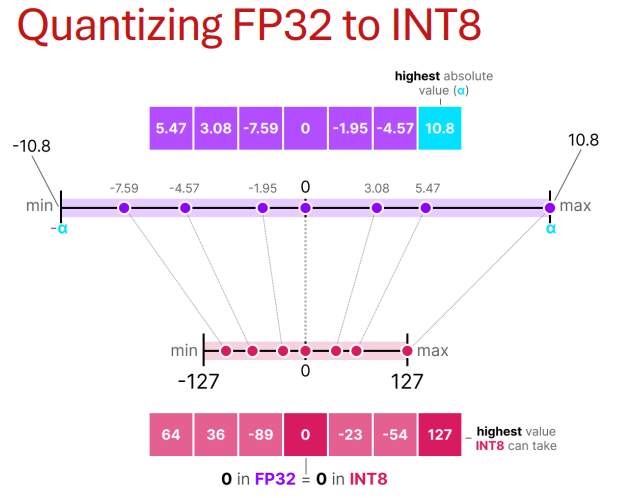 Quantizing FP32 to INT8
highest absolute
value (α)
5.47 3.08 -7.59 0 -1.95 -4.57 10.8
-10.8
10.8
-7.59 -4.57 -1.95 0 3.08 5.47
min
max
-α
α
min
max
-127
0
127
64 36 -89 0 -23 -54 127
highest value
INT8 can take
0 in FP32 = 0 in INT8